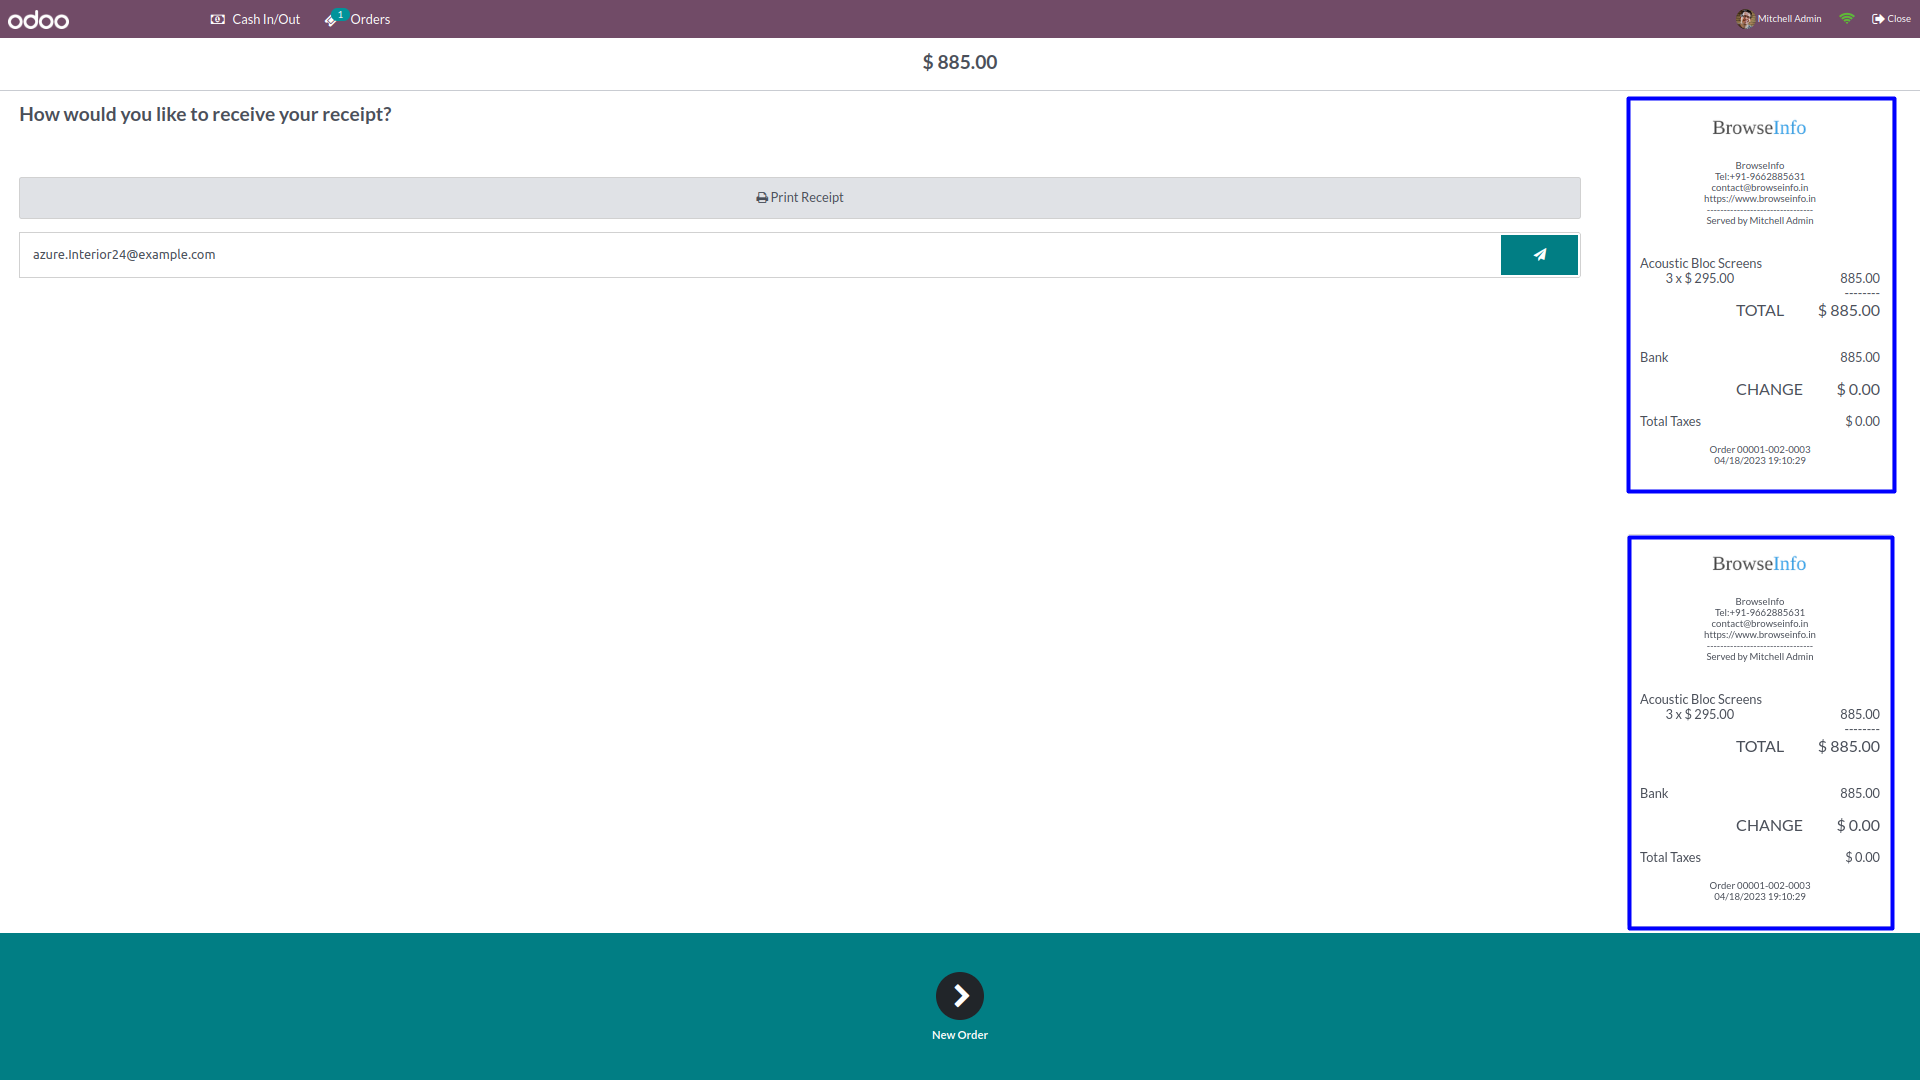 odoo
Cash In/Out
1
Orders
Mitchell Admin
Close
$ 885.00
How would you like to receive your receipt?
Print Receipt
azure.Interior24@example.com
BrowseInfo
BrowseInfo
Tel:+91-9662885631
contact@browseinfo.in
https://www.browseinfo.in
--------------------------------
Served by Mitchell Admin
Acoustic Bloc Screens
3 x $ 295.00 885.00
--------
TOTAL $ 885.00
Bank 885.00
CHANGE $ 0.00
Total Taxes $ 0.00
Order 00001-002-0003
04/18/2023 19:10:29
BrowseInfo
BrowseInfo
Tel:+91-9662885631
contact@browseinfo.in
https://www.browseinfo.in
--------------------------------
Served by Mitchell Admin
Acoustic Bloc Screens
3 x $ 295.00 885.00
--------
TOTAL $ 885.00
Bank 885.00
CHANGE $ 0.00
Total Taxes $ 0.00
Order 00001-002-0003
04/18/2023 19:10:29
New Order